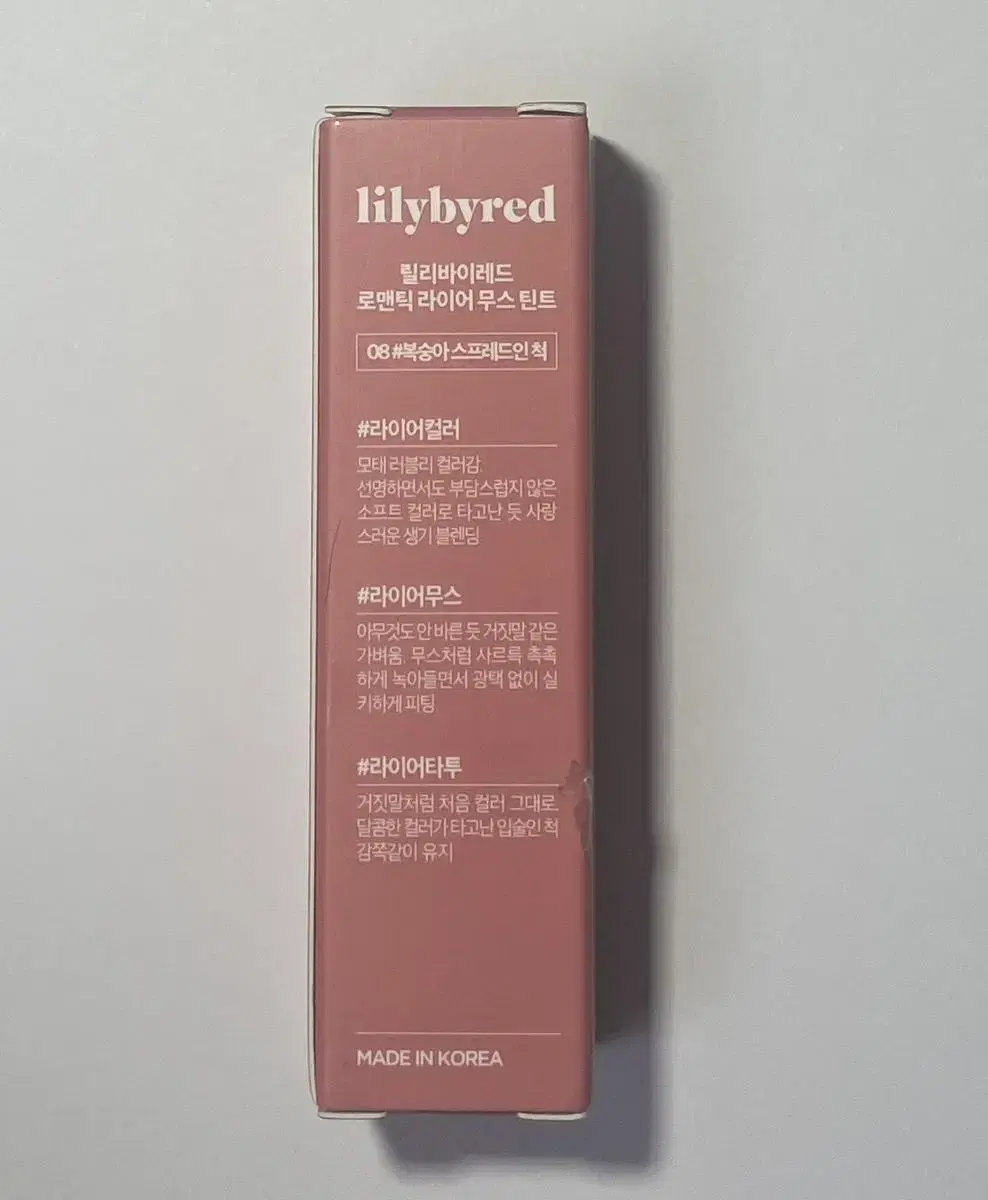 lilybyred
릴리바이레드
로맨틱 라이어 무스 틴트
08 #복숭아 스프레드인 척
#라이어컬러
모태 러블리 컬러감.
선명하면서도 부담스럽지 않은
소프트 컬러로 타고난 듯 사랑
스러운 생기 블렌딩
#라이어무스
아무것도 안 바른 듯 거짓말 같은
가벼움. 무스처럼 사르륵 촉촉
하게 녹아들면서 광택 없이 실
키하게 피팅
#라이어타투
거짓말처럼 처음 컬러 그대로.
달콤한 컬러가 타고난 입술인 척
감쪽같이 유지
MADE IN KOREA